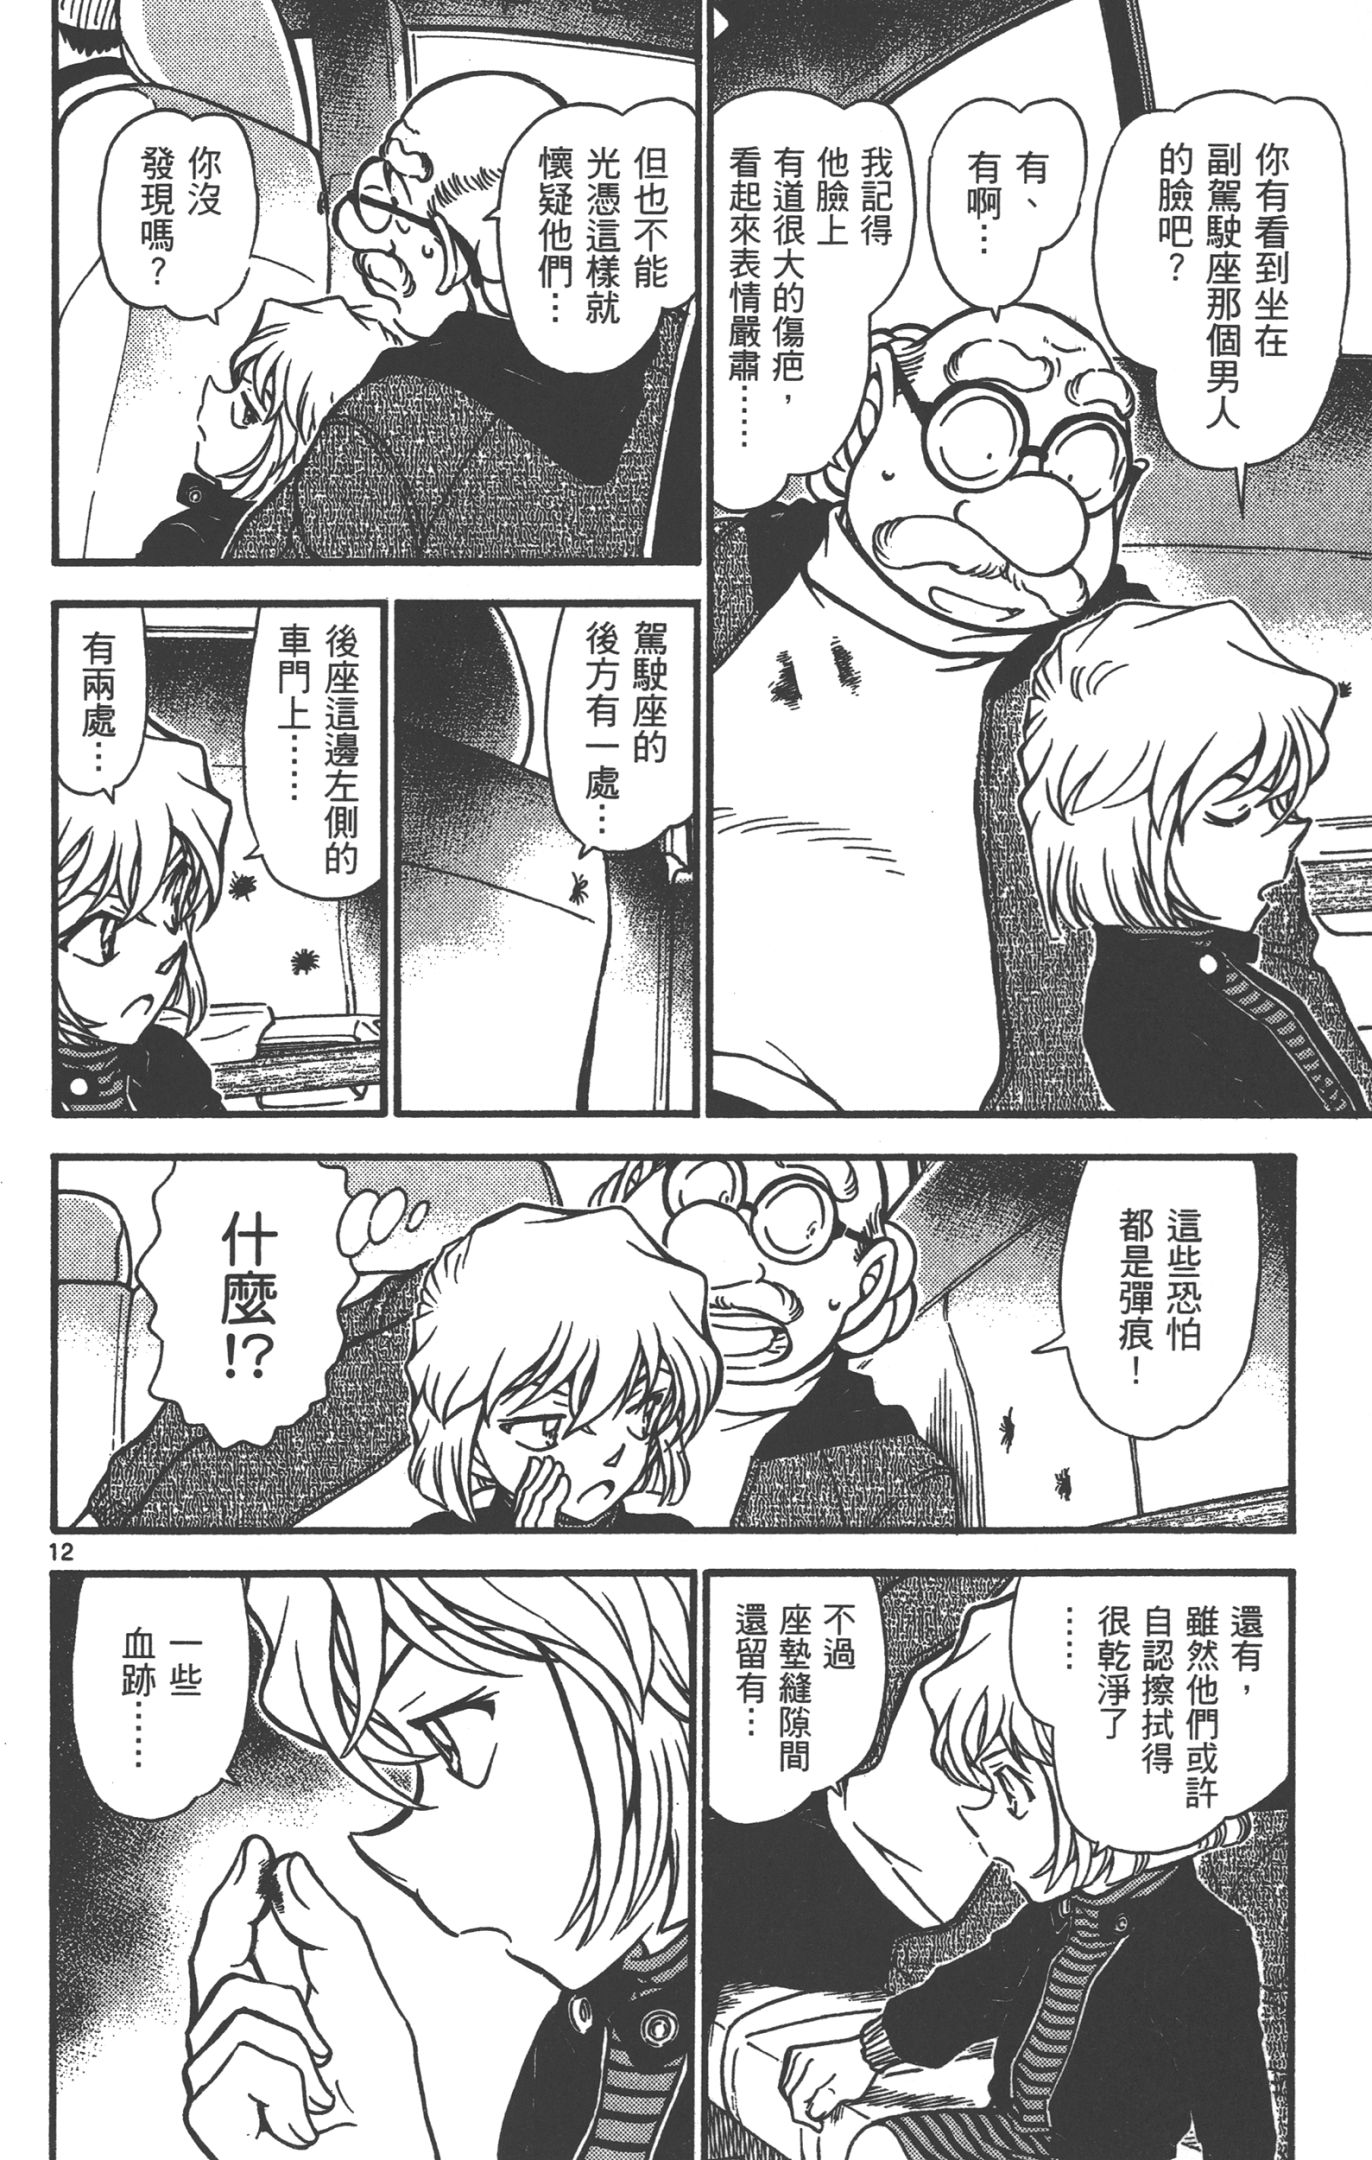 你有看到坐在
副駕駛座那個男人
的臉吧？
有、
有啊…
我記得
他臉上
有道很大的傷疤，
看起來表情嚴肅……
但也不能
光憑這樣就
懷疑他們…
你沒
發現嗎？
駕駛座的
後方有一處…
後座這邊左側的
車門上……
有兩處…
這些恐怕
都是彈痕！
什麼!?
12
還有，
雖然他們或許
自認擦拭得
很乾淨了
……
不過
座墊縫隙間
還留有…
一些
血跡……